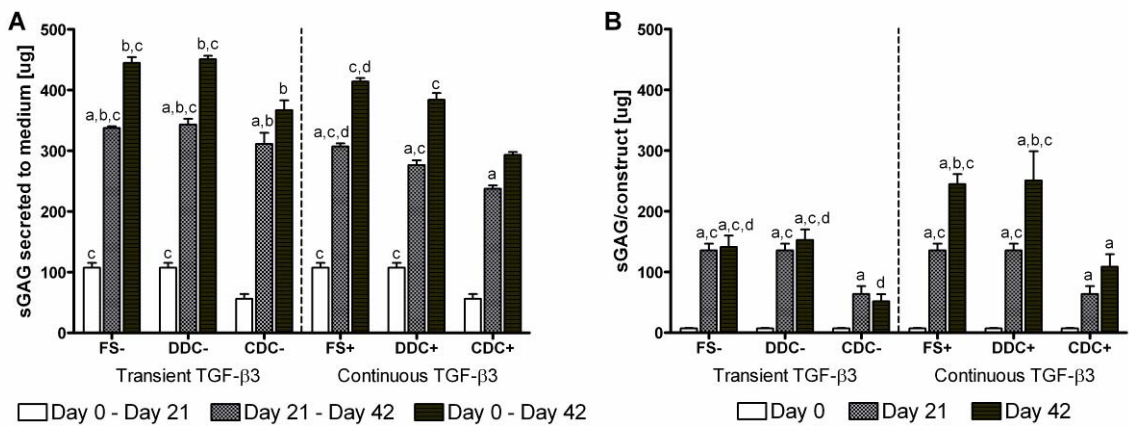 A
sGAG secreted to medium [ug]
500
400
300
200
100
0
c
a,b,c
b,c
c
a,b,c
b,c
a,b
b
c
a,c,d
c,d
c
a,c
c
a
FS-
DDC-
CDC-
FS+
DDC+
CDC+
Transient TGF-β3
Continuous TGF-β3
Day 0 - Day 21
Day 21 - Day 42
Day 0 - Day 42
B
sGAG/construct [ug]
500
400
300
200
100
0
a,c
a,c,d
a,c
a,c,d
a
d
a,c
a,b,c
a,c
a,b,c
a
a
FS-
DDC-
CDC-
FS+
DDC+
CDC+
Transient TGF-β3
Continuous TGF-β3
Day 0
Day 21
Day 42